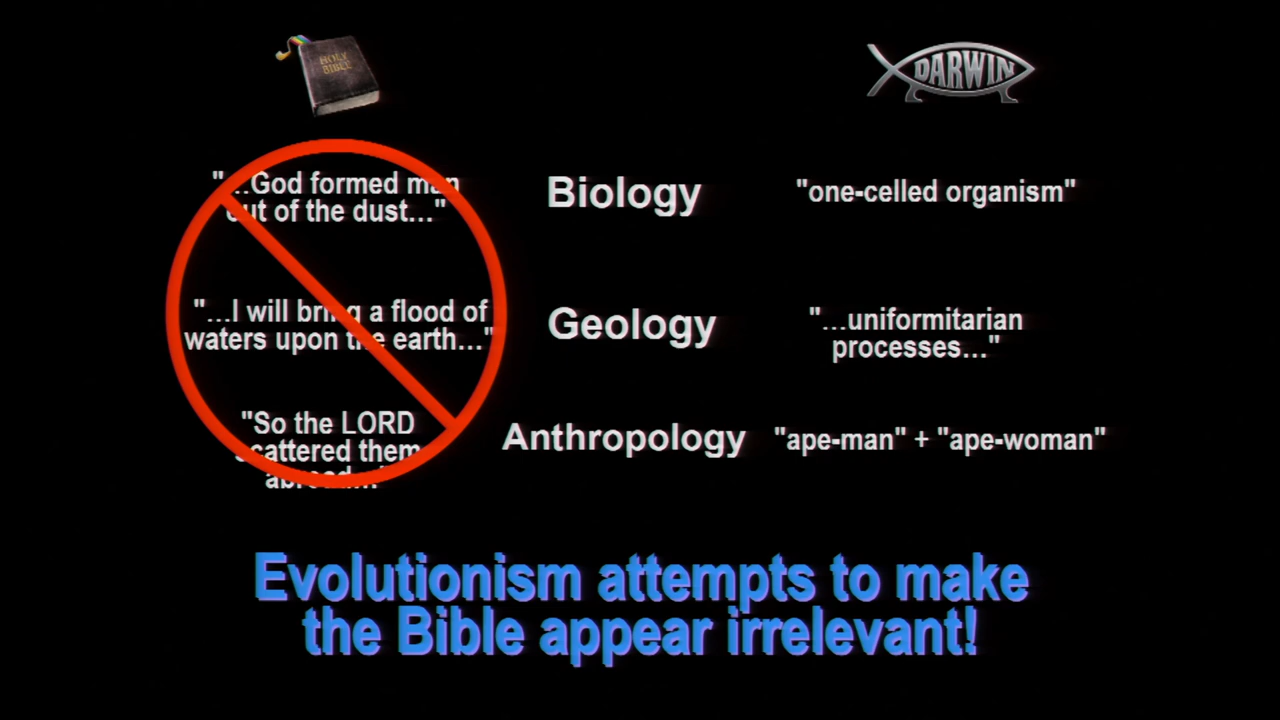 HOLY
BIBLE
DARWIN
"...God formed man
out of the dust..."
Biology
"one-celled organism"
"...I will bring a flood of
waters upon the earth..."
Geology
"...uniformitarian
processes..."
"So the LORD
scattered them
abroad..."
Anthropology
"ape-man" + "ape-woman"
Evolutionism attempts to make
the Bible appear irrelevant!